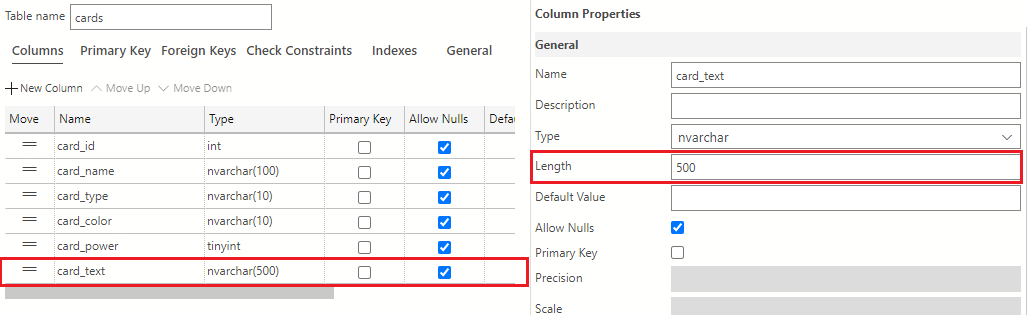 Table name cards
Columns Primary Key Foreign Keys Check Constraints Indexes General
New Column Move Up Move Down
Move Name Type Primary Key Allow Nulls Defau
card_id int
card_name nvarchar(100)
card_type nvarchar(10)
card_color nvarchar(10)
card_power tinyint
card_text nvarchar(500)
Column Properties
General
Name card_text
Description
Type nvarchar
Length 500
Default Value
Allow Nulls
Primary Key
Precision
Scale